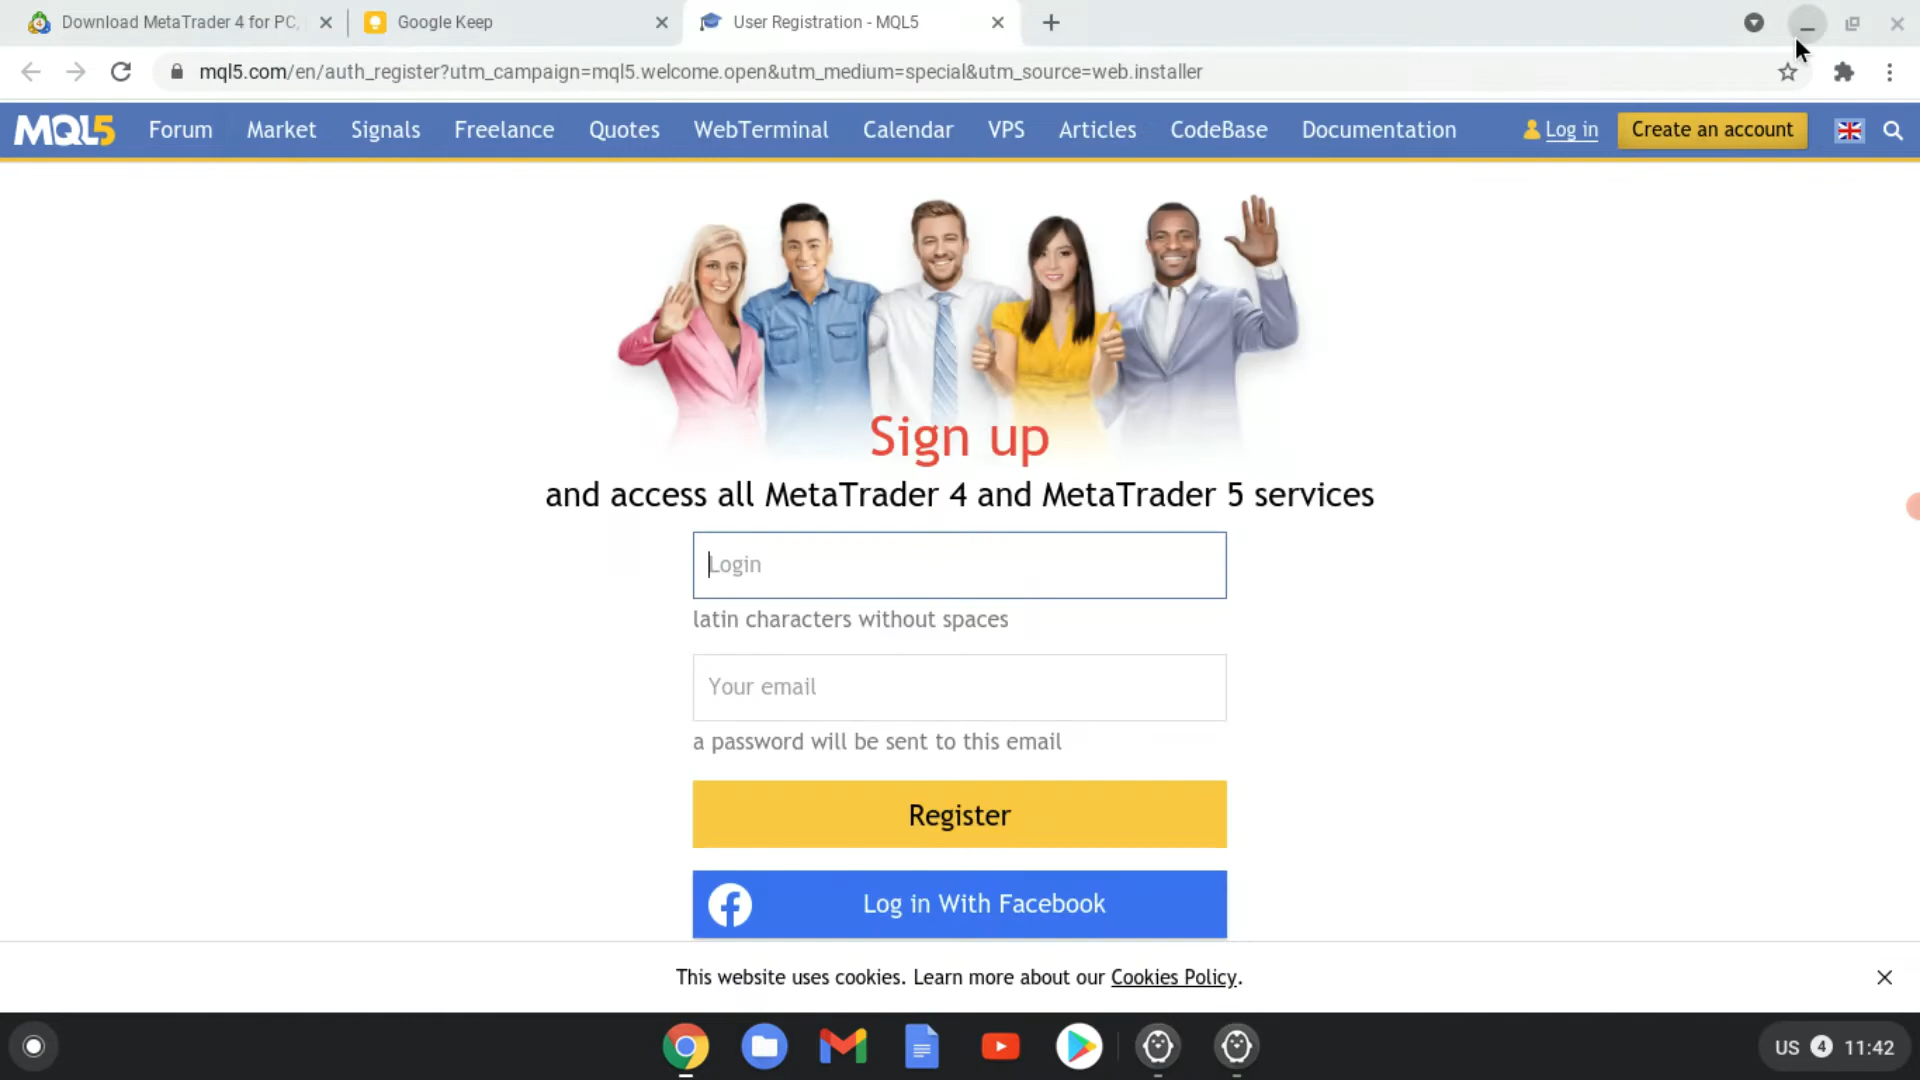 Download MetaTrader 4 for PC,
Google Keep
User Registration - MQL5
mql5.com/en/auth_register?utm_campaign=mql5.welcome.open&utm_medium=special&utm_source=web.installer
MQL5 Forum Market Signals Freelance Quotes WebTerminal Calendar VPS Articles CodeBase Documentation Log in Create an account
Sign up
and access all MetaTrader 4 and MetaTrader 5 services
Login
latin characters without spaces
Your email
a password will be sent to this email
Register
Log in With Facebook
This website uses cookies. Learn more about our Cookies Policy.
US 4 11:42